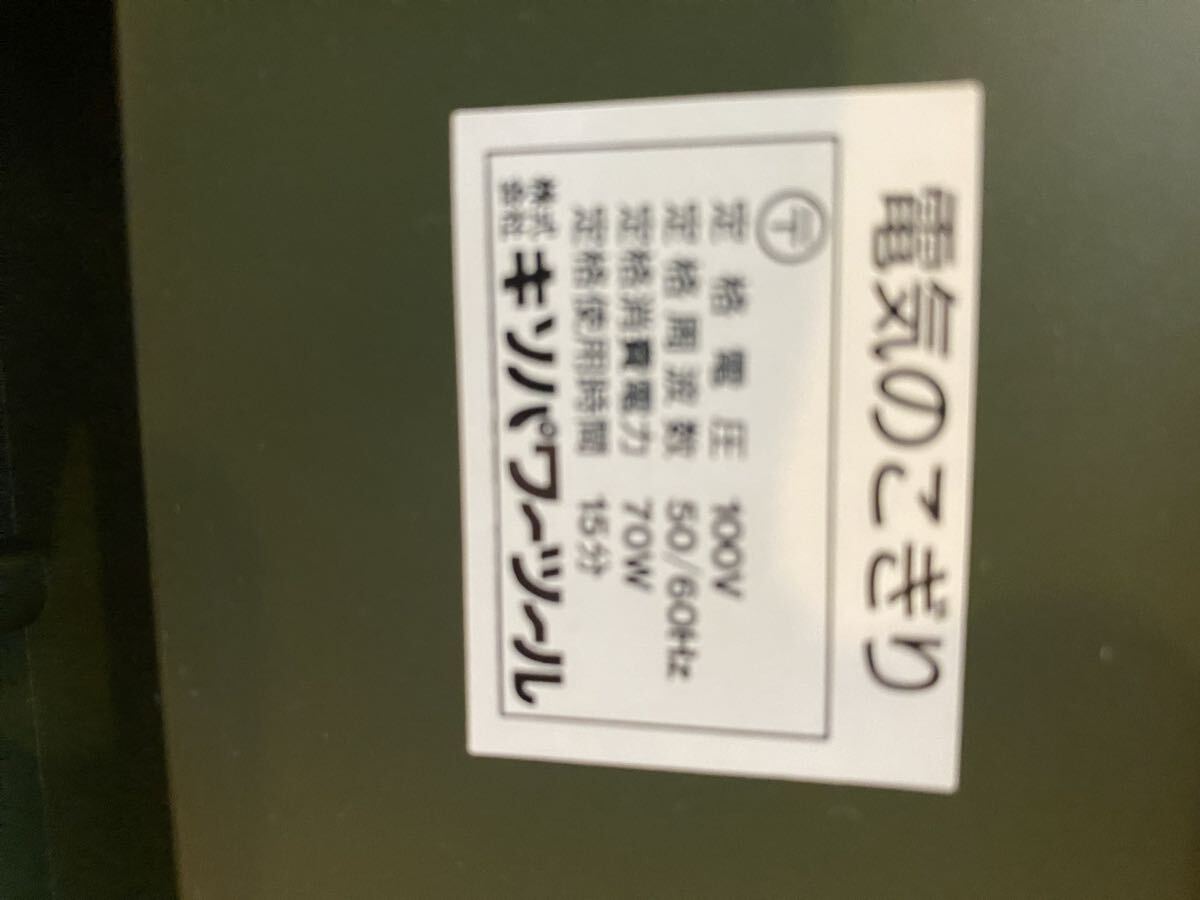 電気のこぎり
〒
定格電圧 100V
定格周波数 50/60Hz
定格消費電力 70W
定格使用時間 15分
株式会社 キソパワーツール